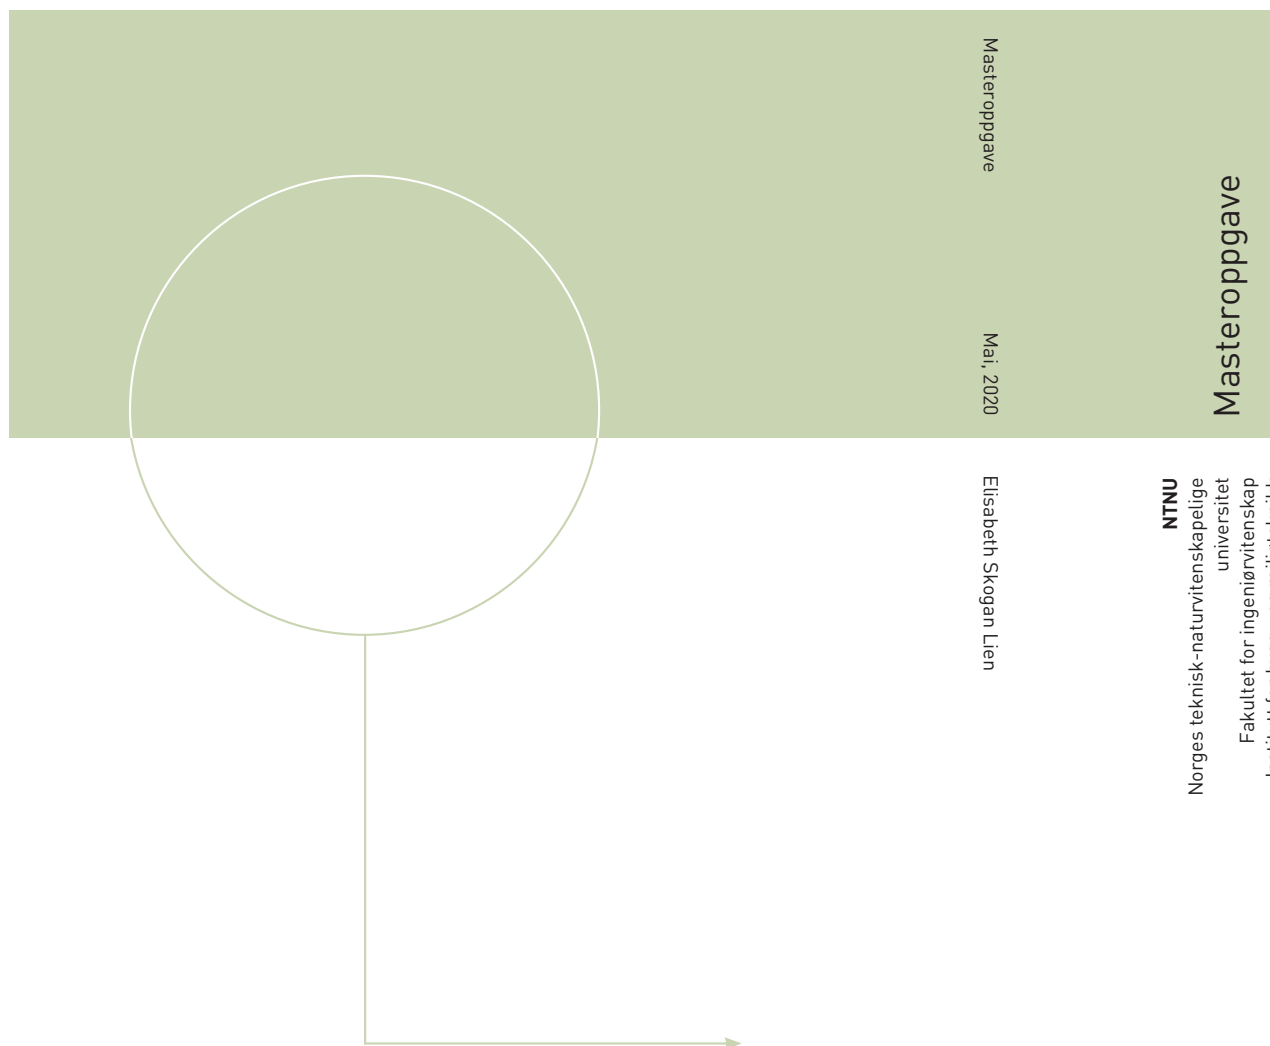 Masteroppgave
Mai, 2020
Elisabeth Skogan Lien
Masteroppgave
NTNU
Norges teknisk-naturvitenskapelige
universitet
Fakultet for ingeniørvitenskap